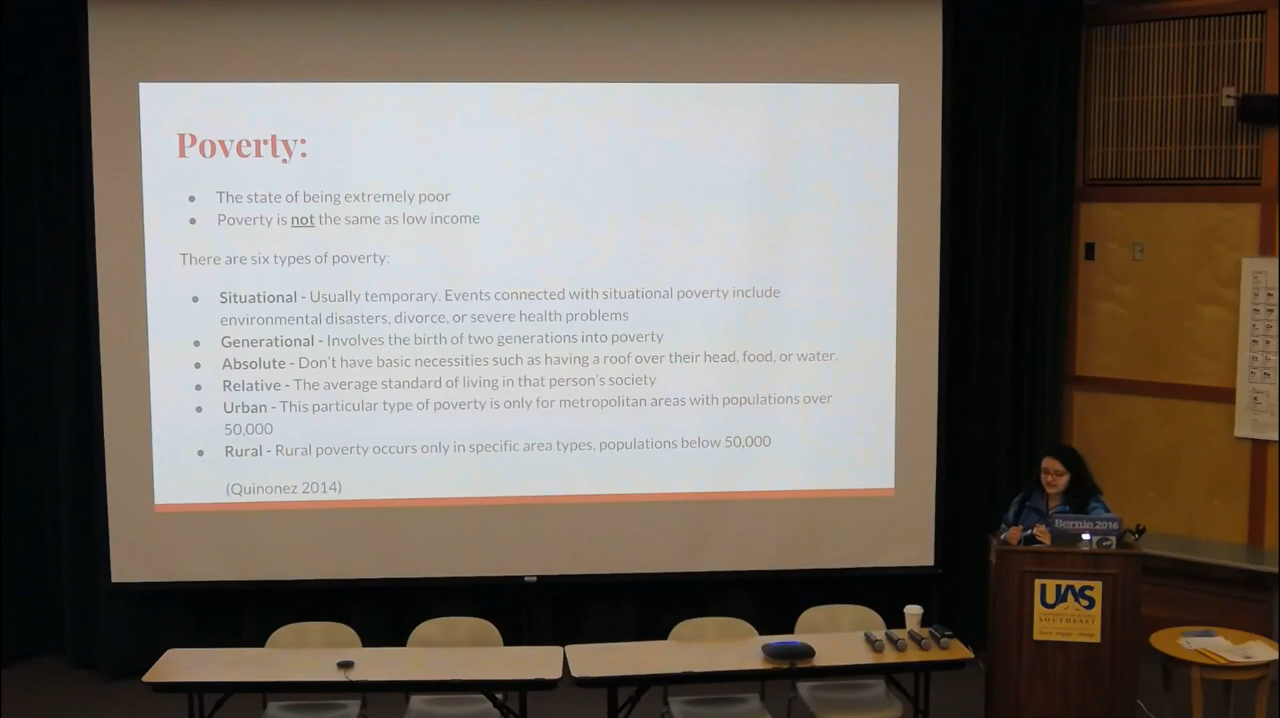 Poverty:
● The state of being extremely poor
● Poverty is not the same as low income
There are six types of poverty:
● Situational - Usually temporary. Events connected with situational poverty include
environmental disasters, divorce, or severe health problems
● Generational - Involves the birth of two generations into poverty
● Absolute - Don't have basic necessities such as having a roof over their head, food, or water.
● Relative - The average standard of living in that person's society
● Urban - This particular type of poverty is only for metropolitan areas with populations over
50,000
● Rural - Rural poverty occurs only in specific area types, populations below 50,000
(Quinonez 2014)
Bernie 2016
UAS
SOUTHEAST
learn engage change